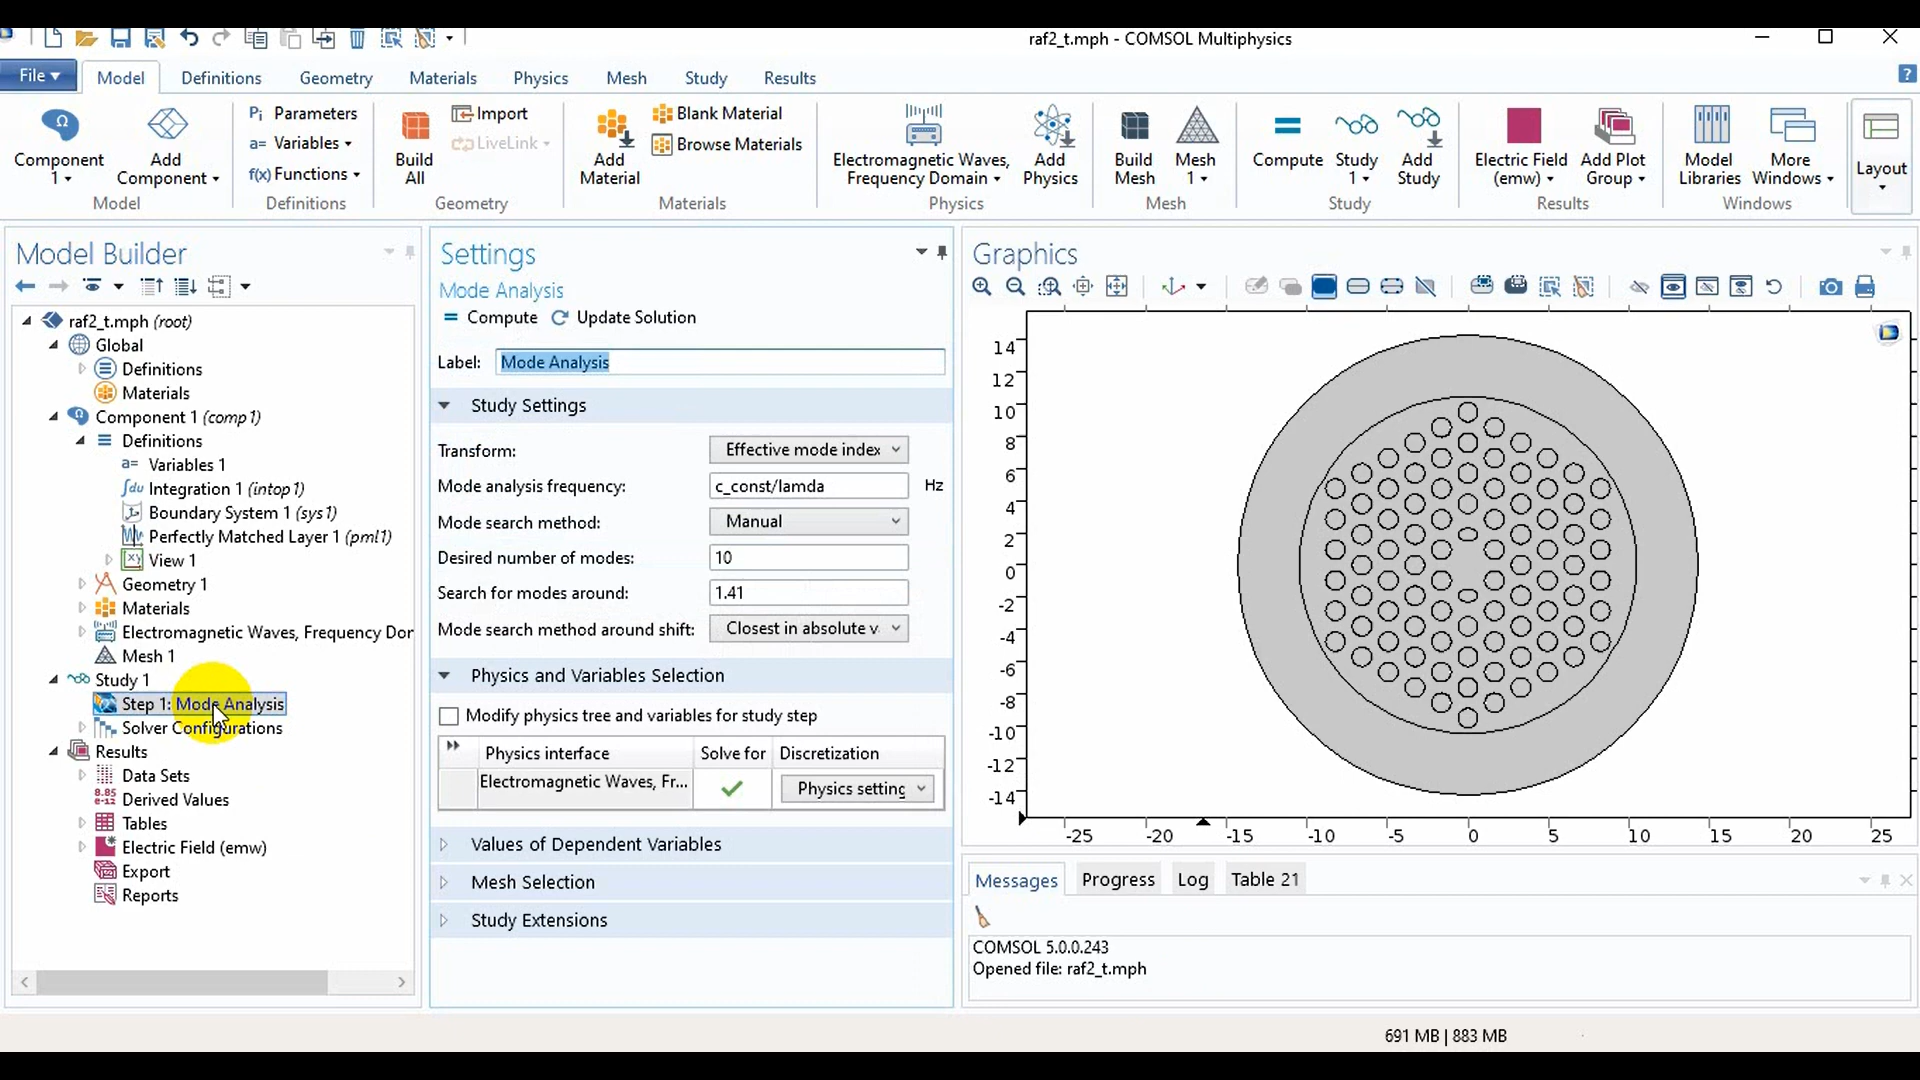 raf2_t.mph - COMSOL Multiphysics
File Model Definitions Geometry Materials Physics Mesh Study Results
Component 1
Add Component
Model
Pi Parameters
a= Variables
f(x) Functions
Definitions
Build All
Import
LiveLink
Geometry
Add Material
Blank Material
Browse Materials
Materials
Electromagnetic Waves, Frequency Domain
Add Physics
Physics
Build Mesh
Mesh 1
Mesh
Compute
Study 1
Add Study
Study
Electric Field (emw)
Add Plot Group
Results
Model Libraries
More Windows
Windows
Layout
Model Builder
raf2_t.mph (root)
Global
Definitions
Materials
Component 1 (comp1)
Definitions
a= Variables 1
∫du Integration 1 (intop1)
Boundary System 1 (sys1)
Perfectly Matched Layer 1 (pml1)
View 1
Geometry 1
Materials
Electromagnetic Waves, Frequency Dor
Mesh 1
Study 1
Step 1: Mode Analysis
Solver Configurations
Results
Data Sets
8.85
e-12 Derived Values
Tables
Electric Field (emw)
Export
Reports
Settings
Mode Analysis
= Compute Update Solution
Label: Mode Analysis
Study Settings
Transform: Effective mode index
Mode analysis frequency: c_const/lamda Hz
Mode search method: Manual
Desired number of modes: 10
Search for modes around: 1.41
Mode search method around shift: Closest in absolute v
Physics and Variables Selection
Modify physics tree and variables for study step
Physics interface Solve for Discretization
Electromagnetic Waves, Fr... Physics setting
Values of Dependent Variables
Mesh Selection
Study Extensions
Graphics
14
12
10
8
6
4
2
0
-2
-4
-6
-8
-10
-12
-14
-25 -20 -15 -10 -5 0 5 10 15 20 25
Messages Progress Log Table 21
COMSOL 5.0.0.243
Opened file: raf2_t.mph
691 MB | 883 MB